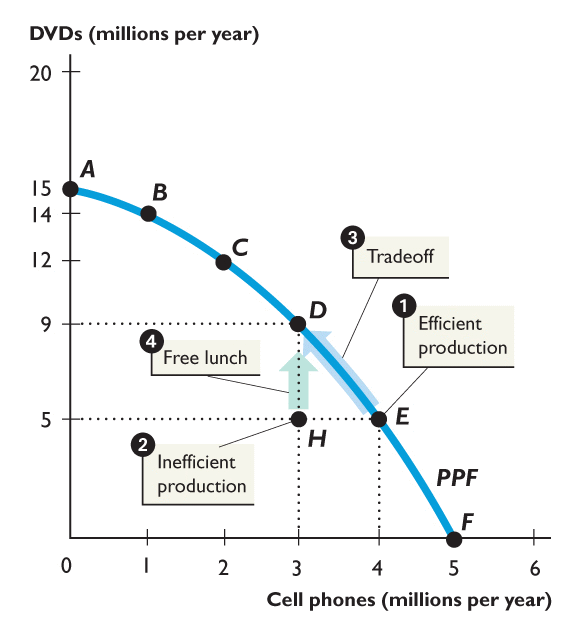 DVDs (millions per year)
20
A
15
B
14
C
12
3
Tradeoff
D
1
9
Efficient
production
4
Free lunch
5
E
H
2
Inefficient
production
PPF
F
0 1 2 3 4 5 6
Cell phones (millions per year)